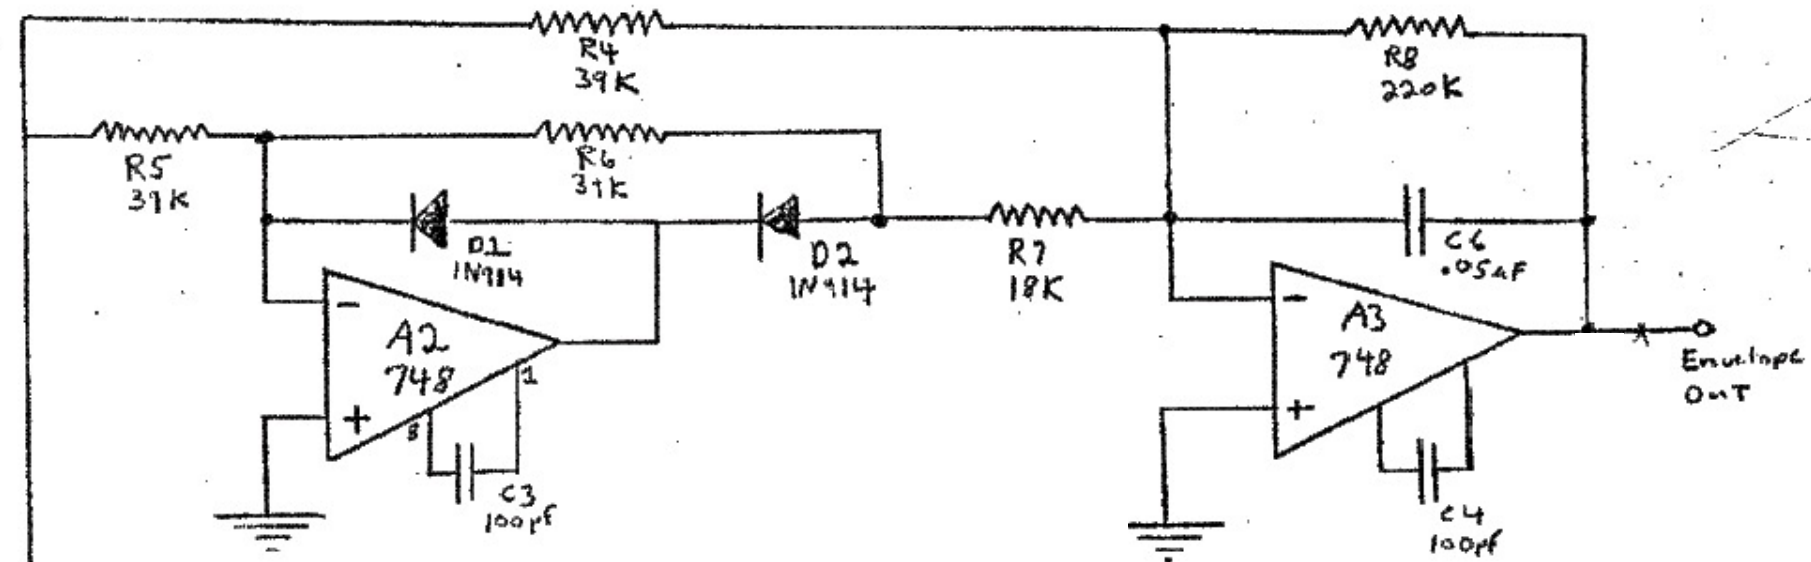 R4
39K
R8
220K
R5
39K
R6
39K
D1
1N914
D2
1N914
R7
18K
C6
.05uF
-
A2
748
+
1
8
C3
100pf
-
A3
748
+
Envelope
Out
C4
100pf